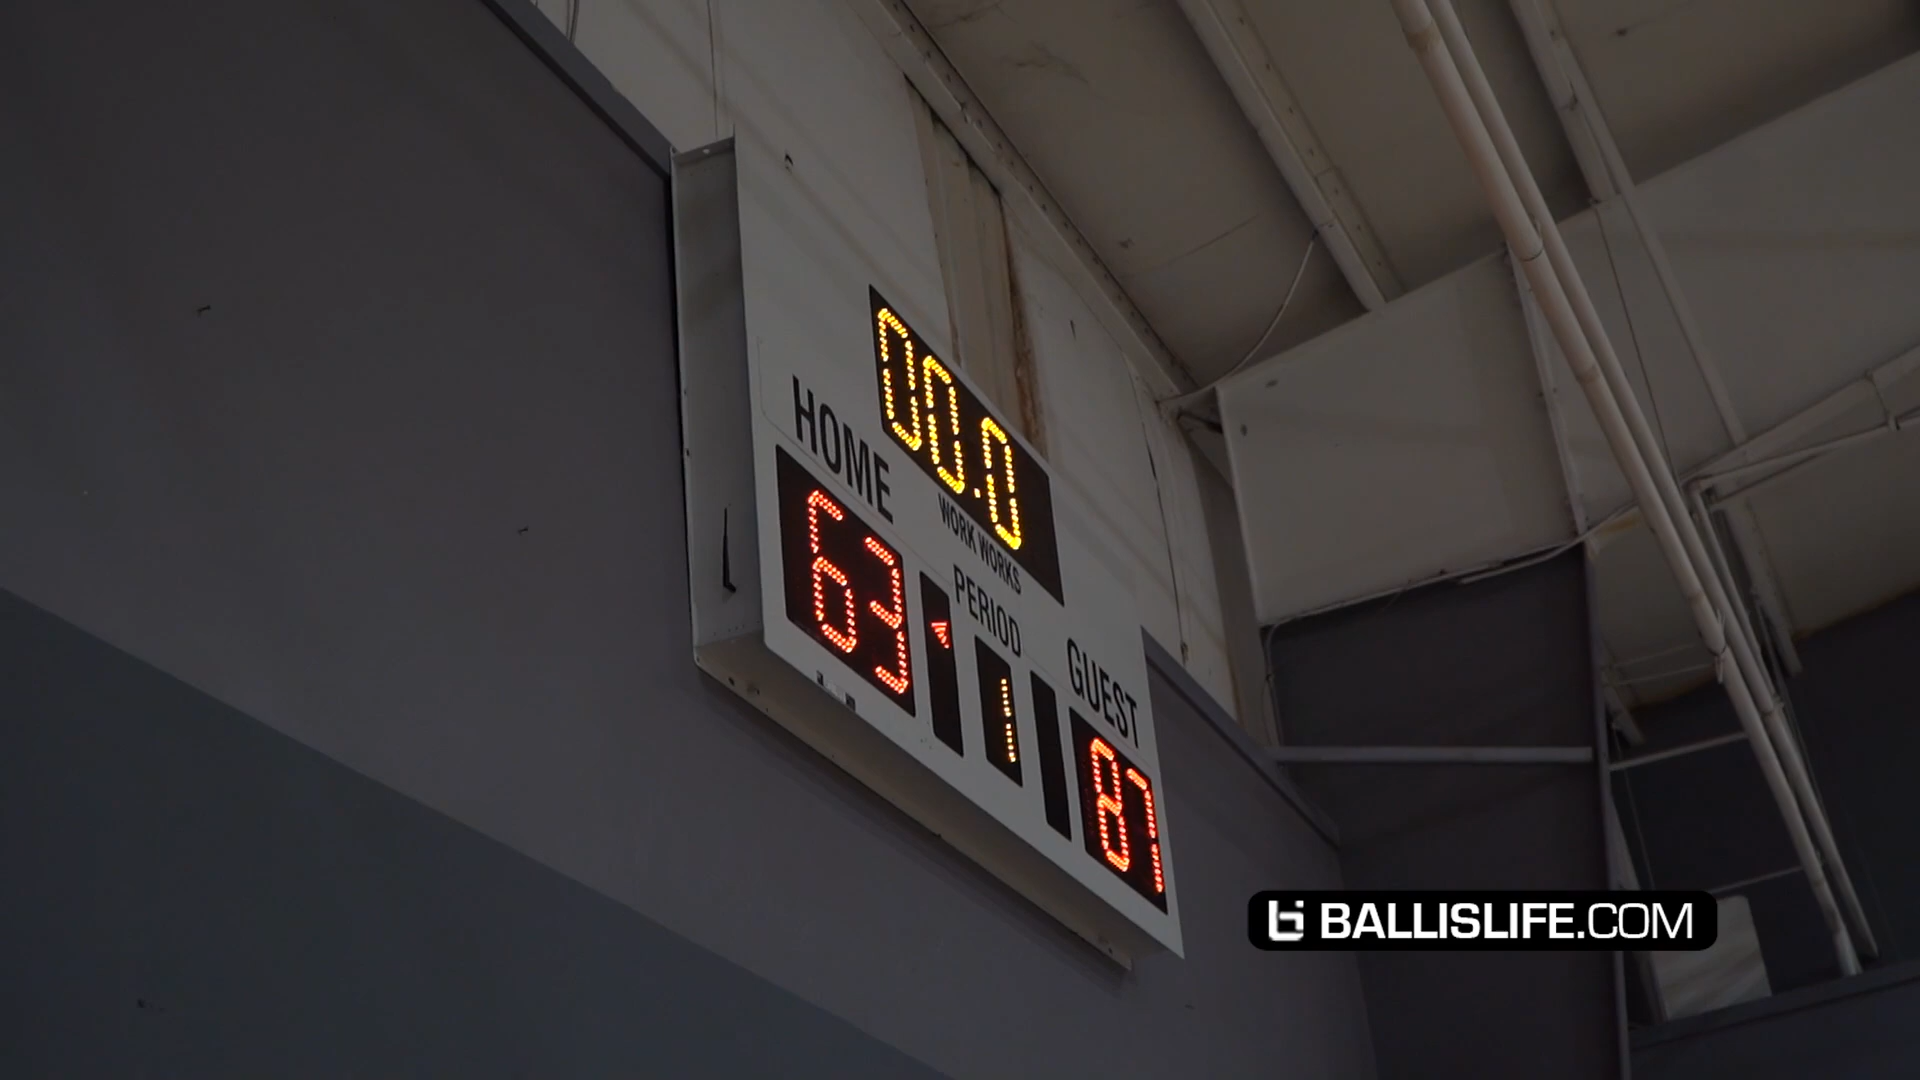 00.0
WORK WORKS
HOME
63
PERIOD
1
GUEST
87
BALLISLIFE.COM